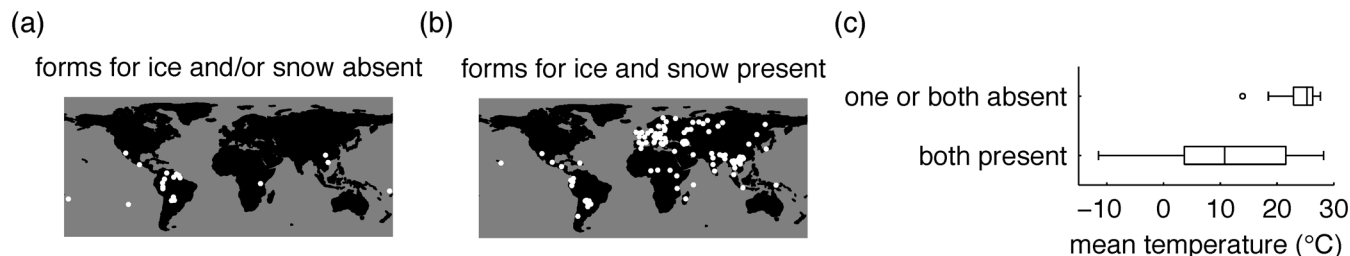 (a)
forms for ice and/or snow absent
(b)
forms for ice and snow present
(c)
one or both absent
both present
−10 0 10 20 30
mean temperature (°C)